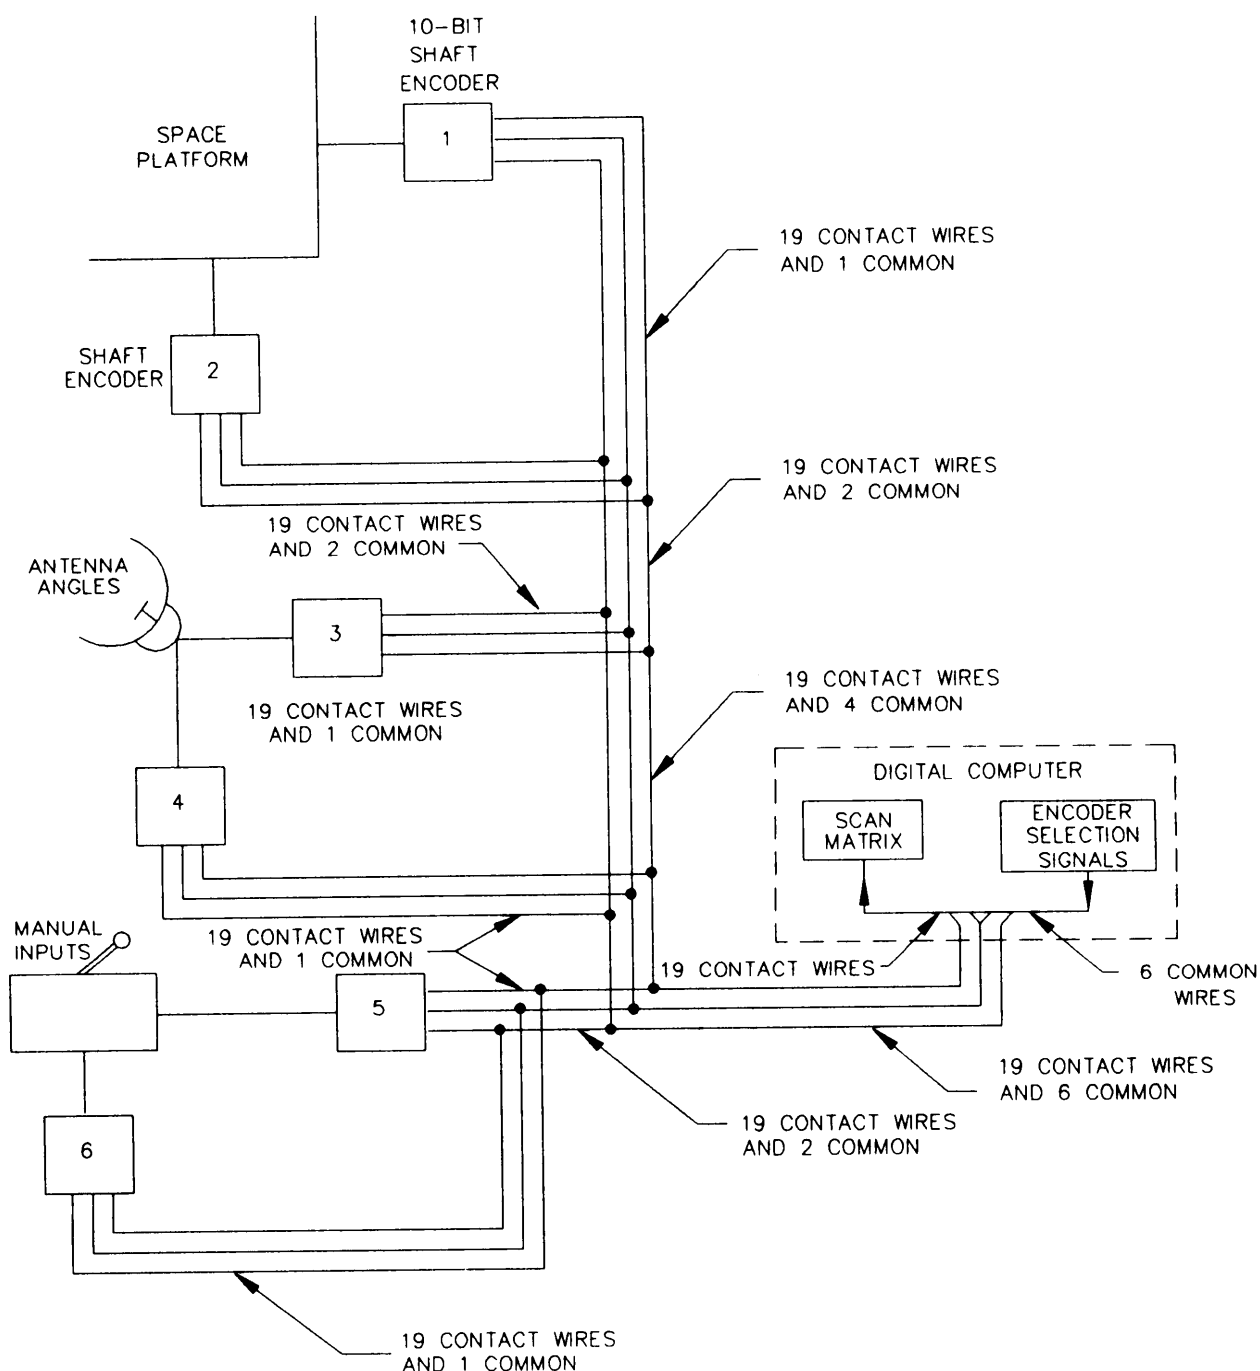 10-BIT
SHAFT
ENCODER
1
SPACE
PLATFORM
19 CONTACT WIRES
AND 1 COMMON
SHAFT
ENCODER
2
19 CONTACT WIRES
AND 2 COMMON
19 CONTACT WIRES
AND 2 COMMON
ANTENNA
ANGLES
3
19 CONTACT WIRES
AND 1 COMMON
19 CONTACT WIRES
AND 4 COMMON
4
DIGITAL COMPUTER
SCAN
MATRIX
ENCODER
SELECTION
SIGNALS
MANUAL
INPUTS
19 CONTACT WIRES
AND 1 COMMON
19 CONTACT WIRES
6 COMMON
WIRES
5
19 CONTACT WIRES
AND 6 COMMON
19 CONTACT WIRES
AND 2 COMMON
6
19 CONTACT WIRES
AND 1 COMMON